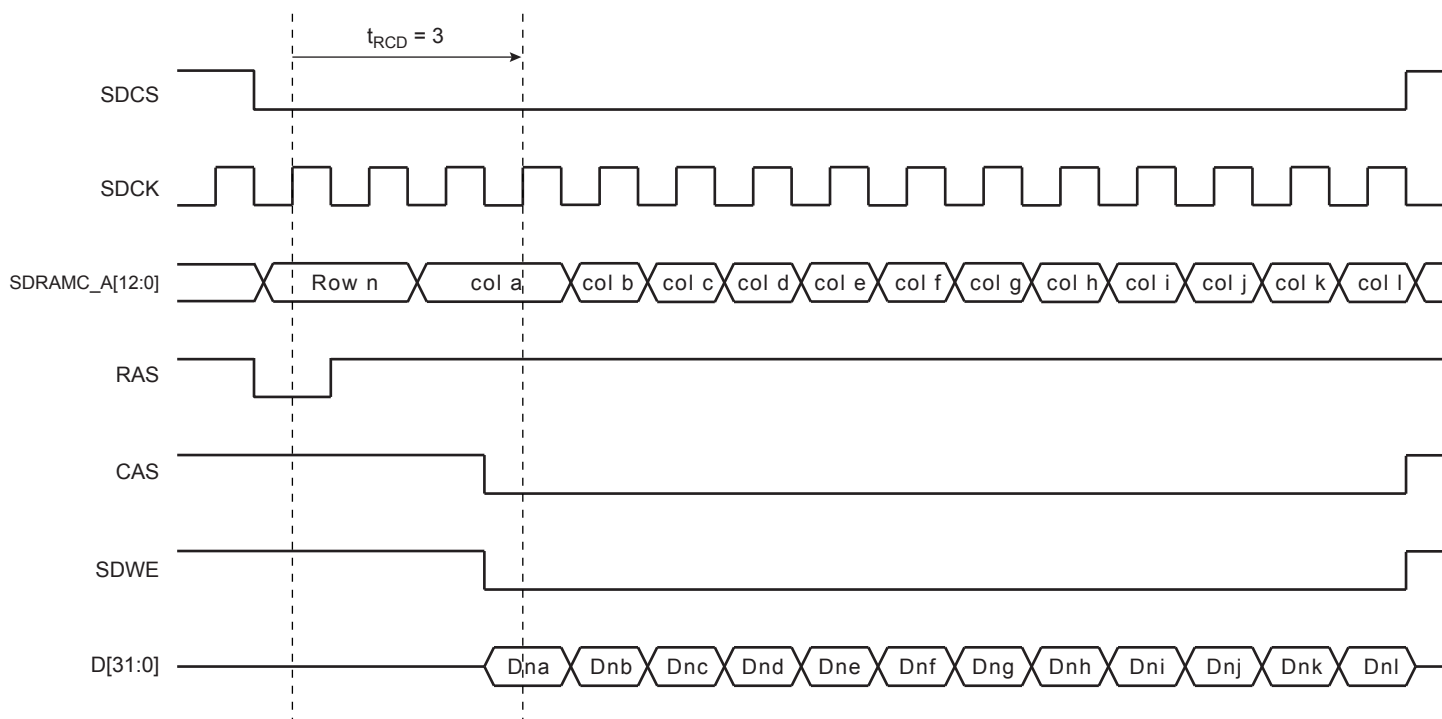 tRCD = 3
SDCS
SDCK
SDRAMC_A[12:0] Row n col a col b col c col d col e col f col g col h col i col j col k col l
RAS
CAS
SDWE
D[31:0] Dna Dnb Dnc Dnd Dne Dnf Dng Dnh Dni Dnj Dnk Dnl